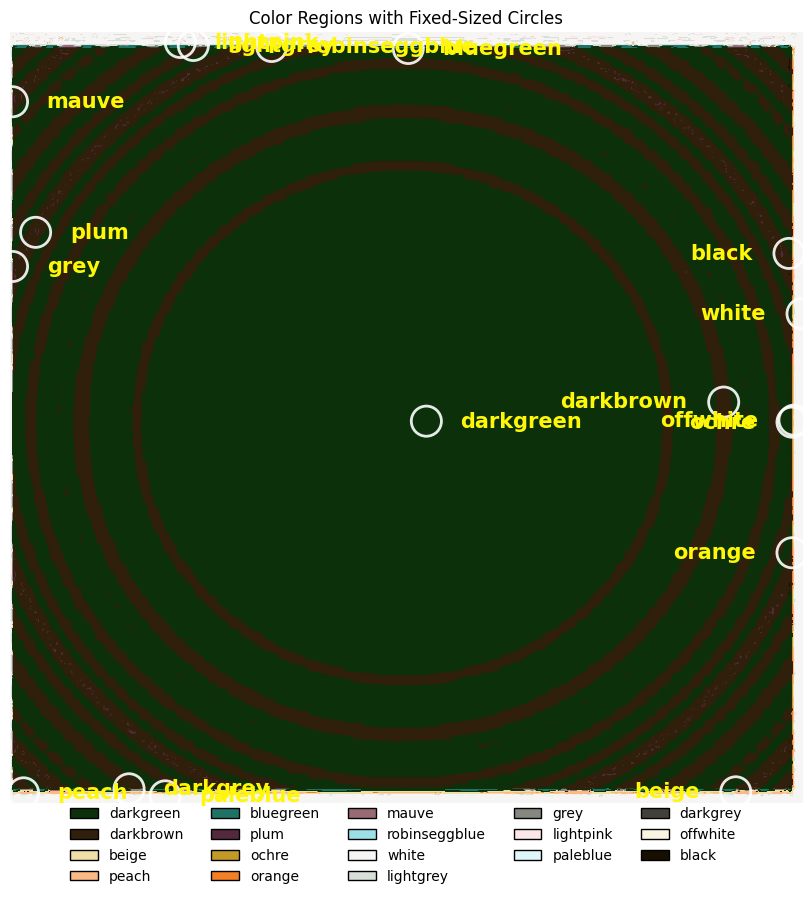 Color Regions with Fixed-Sized Circles
lightpink
lightgrey
robinseggblue
bluegreen
mauve
plum
grey
black
white
darkbrown
darkgreen
offwhite
ochre
orange
peach
darkgrey
paleblue
beige
darkgreen bluegreen mauve grey darkgrey
darkbrown plum robinseggblue lightpink offwhite
beige ochre white paleblue black
peach orange lightgrey